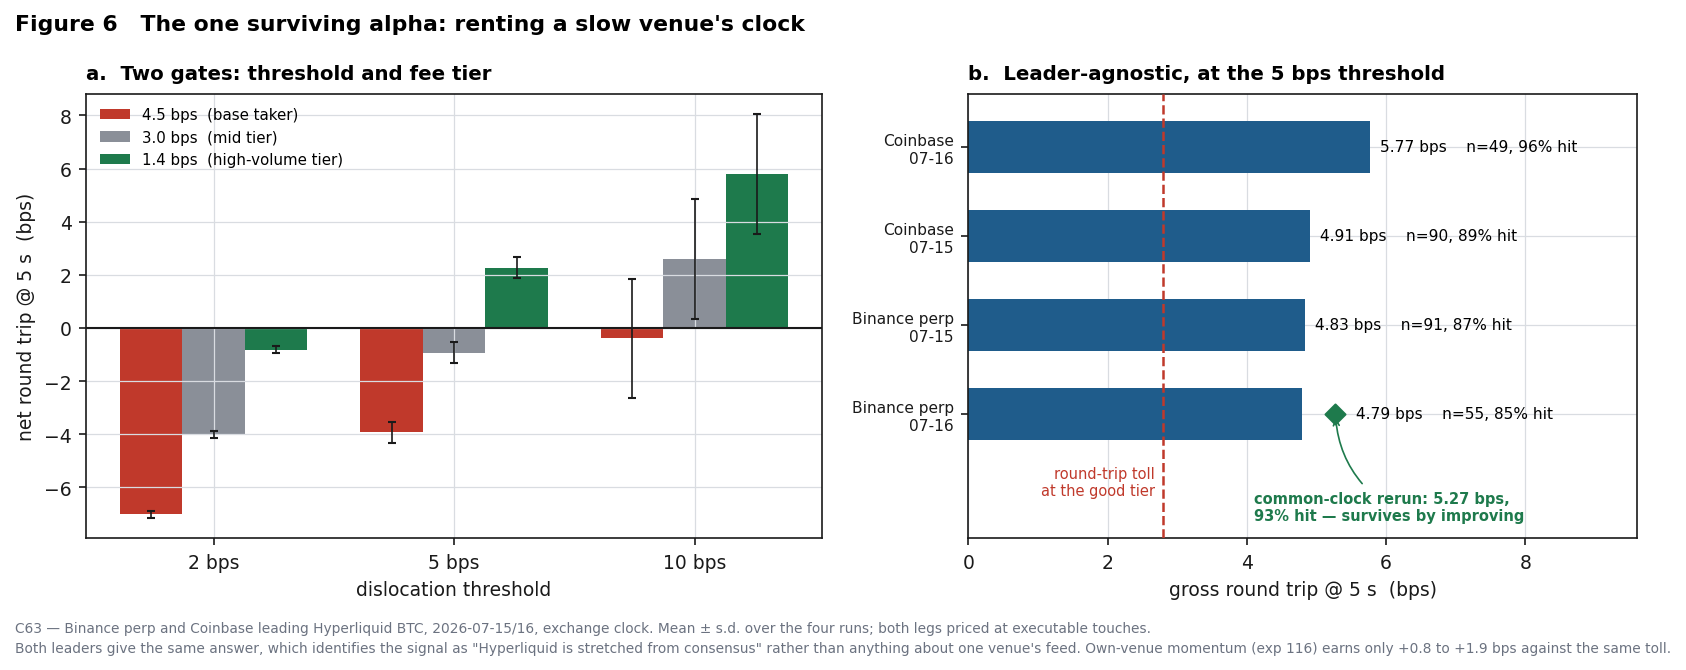 Figure 6   The one surviving alpha: renting a slow venue's clock
a.  Two gates: threshold and fee tier
4.5 bps  (base taker)
3.0 bps  (mid tier)
1.4 bps  (high-volume tier)
net round trip @ 5 s  (bps)
8
6
4
2
0
−2
−4
−6
2 bps
5 bps
10 bps
dislocation threshold
b.  Leader-agnostic, at the 5 bps threshold
Coinbase
07-16
5.77 bps    n=49, 96% hit
Coinbase
07-15
4.91 bps    n=90, 89% hit
Binance perp
07-15
4.83 bps    n=91, 87% hit
Binance perp
07-16
4.79 bps    n=55, 85% hit
round-trip toll
at the good tier
common-clock rerun: 5.27 bps,
93% hit — survives by improving
0
2
4
6
8
gross round trip @ 5 s  (bps)
C63 — Binance perp and Coinbase leading Hyperliquid BTC, 2026-07-15/16, exchange clock. Mean ± s.d. over the four runs; both legs priced at executable touches.
Both leaders give the same answer, which identifies the signal as "Hyperliquid is stretched from consensus" rather than anything about one venue's feed. Own-venue momentum (exp 116) earns only +0.8 to +1.9 bps against the same toll.